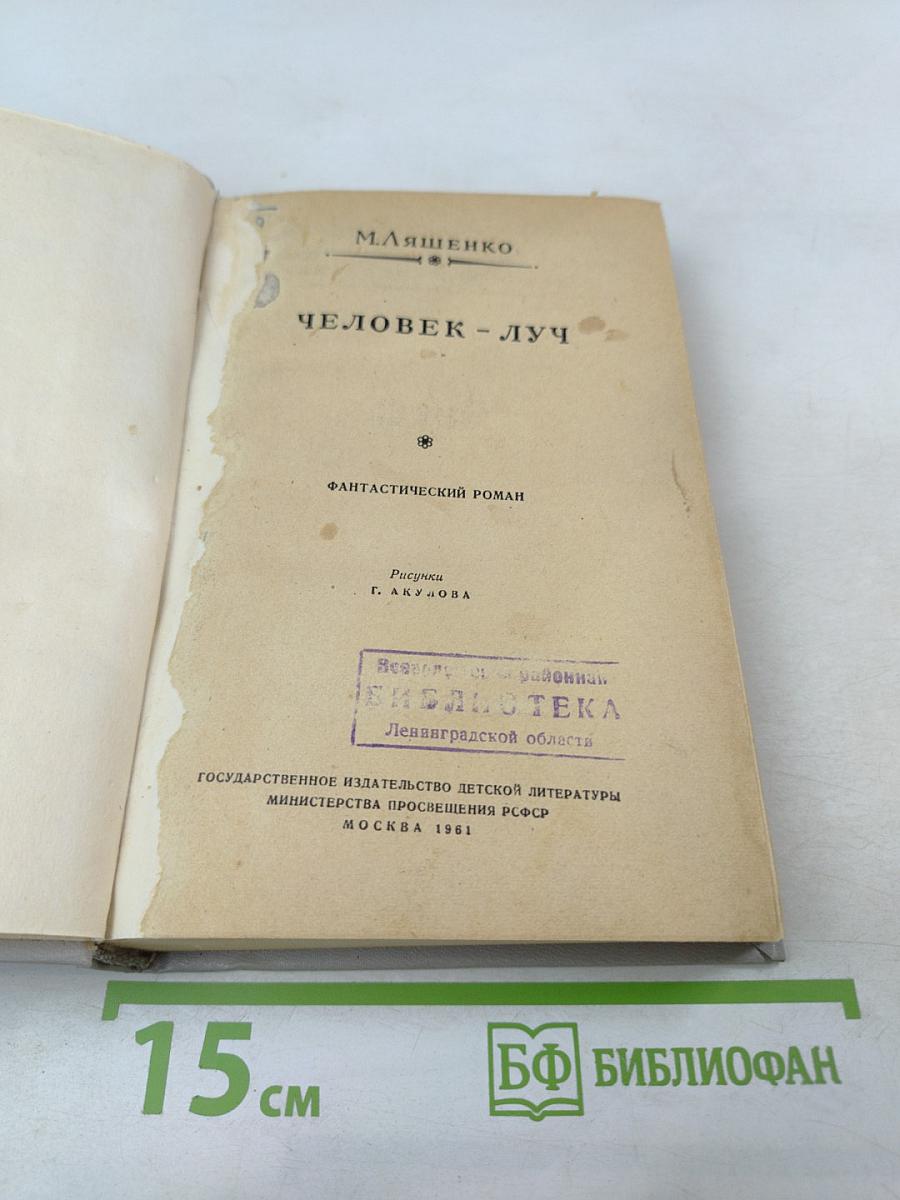 М. Ляшенко
ЧЕЛОВЕК – ЛУЧ
ФАНТАСТИЧЕСКИЙ РОМАН
Рисунки
Г. АКУЛОВА
районная
БИБЛИОТЕКА
Ленинградской области
ГОСУДАРСТВЕННОЕ ИЗДАТЕЛЬСТВО ДЕТСКОЙ ЛИТЕРАТУРЫ
МИНИСТЕРСТВА ПРОСВЕЩЕНИЯ РСФСР
МОСКВА 1961
15 см
БФ БИБЛИОФАН